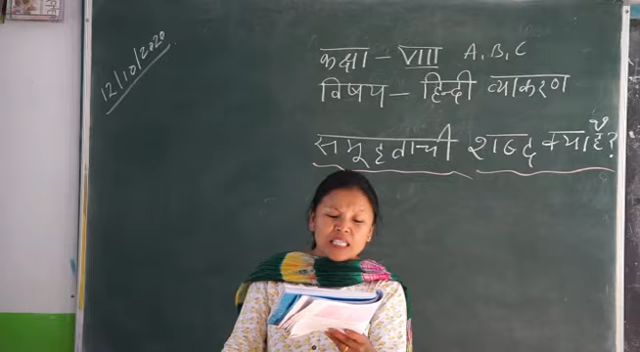 12/10/2020
कक्षा - VIII A, B, C
विषय - हिन्दी व्याकरण
समूहवाची शब्द क्या है?